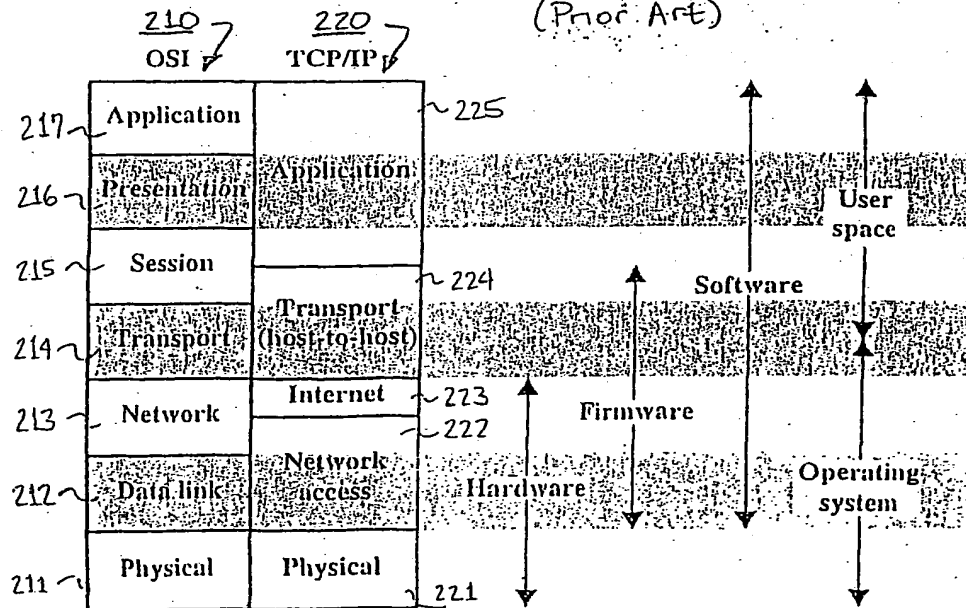 (Prior Art)
210 220
OSI TCP/IP
217 Application 225
216 Presentation Application
User
space
215 Session 224
Software
Transport
214 Transport (host-to-host)
Internet 223
213 Network Firmware
222
Network
212 Data link access Hardware
Operating
system
211 Physical Physical 221